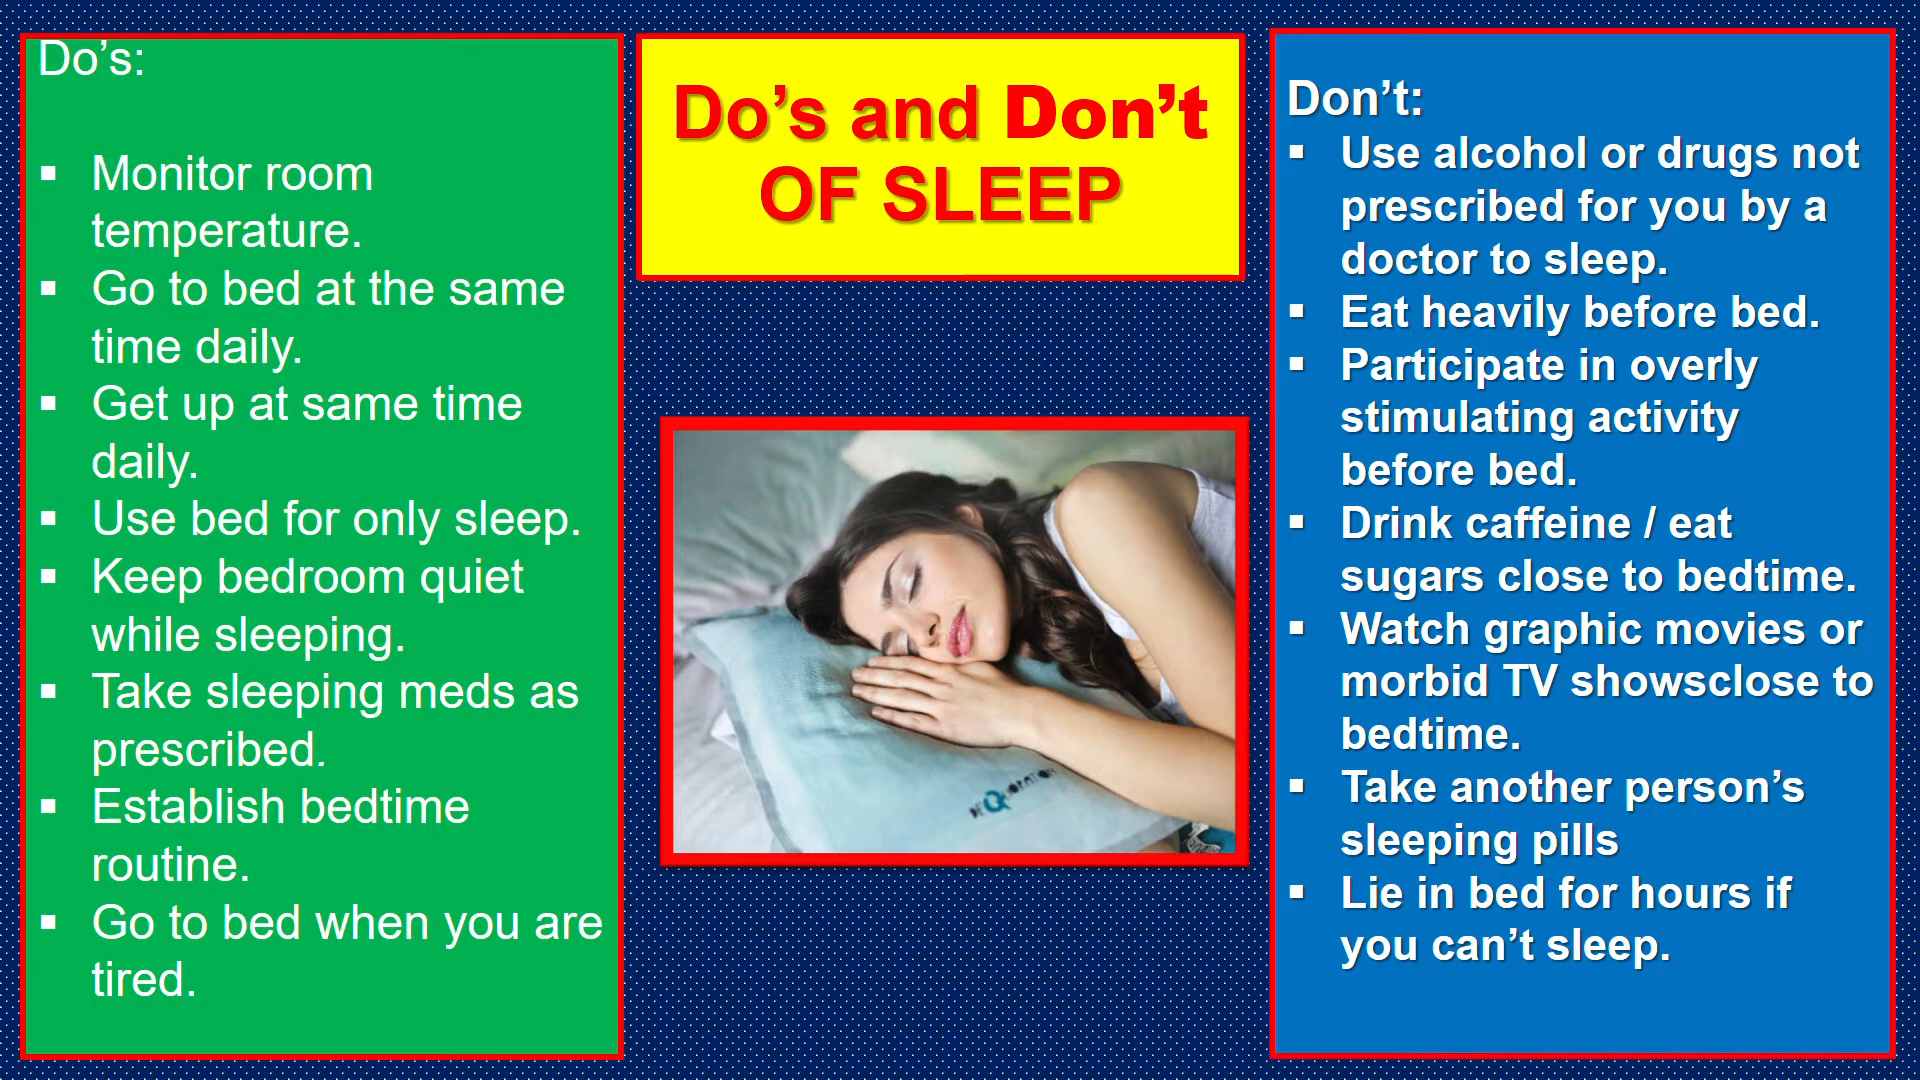 Do’s:
▪ Monitor room
temperature.
▪ Go to bed at the same
time daily.
▪ Get up at same time
daily.
▪ Use bed for only sleep.
▪ Keep bedroom quiet
while sleeping.
▪ Take sleeping meds as
prescribed.
▪ Establish bedtime
routine.
▪ Go to bed when you are
tired.
Do’s and Don’t
OF SLEEP
Don’t:
▪ Use alcohol or drugs not
prescribed for you by a
doctor to sleep.
▪ Eat heavily before bed.
▪ Participate in overly
stimulating activity
before bed.
▪ Drink caffeine / eat
sugars close to bedtime.
▪ Watch graphic movies or
morbid TV showsclose to
bedtime.
▪ Take another person’s
sleeping pills
▪ Lie in bed for hours if
you can’t sleep.